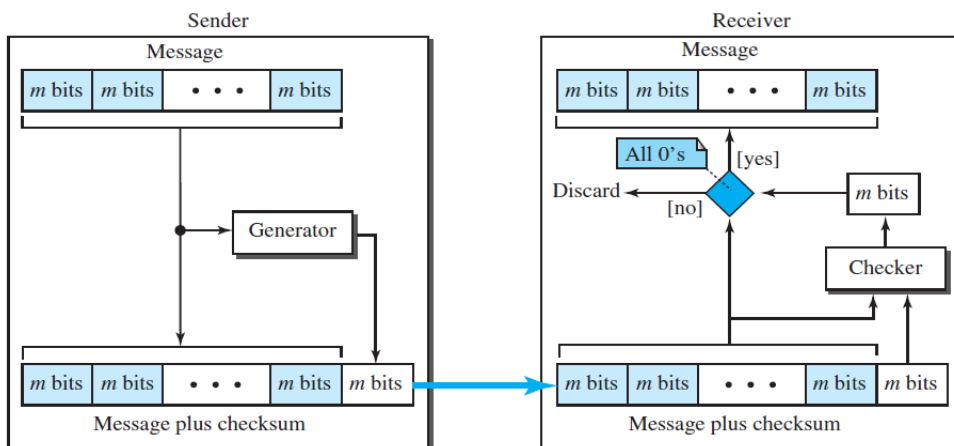 Sender
Message
m bits m bits • • • m bits
Generator
m bits m bits • • • m bits m bits
Message plus checksum
Receiver
Message
m bits m bits • • • m bits
All 0’s
[yes]
Discard
[no]
m bits
Checker
m bits m bits • • • m bits m bits
Message plus checksum